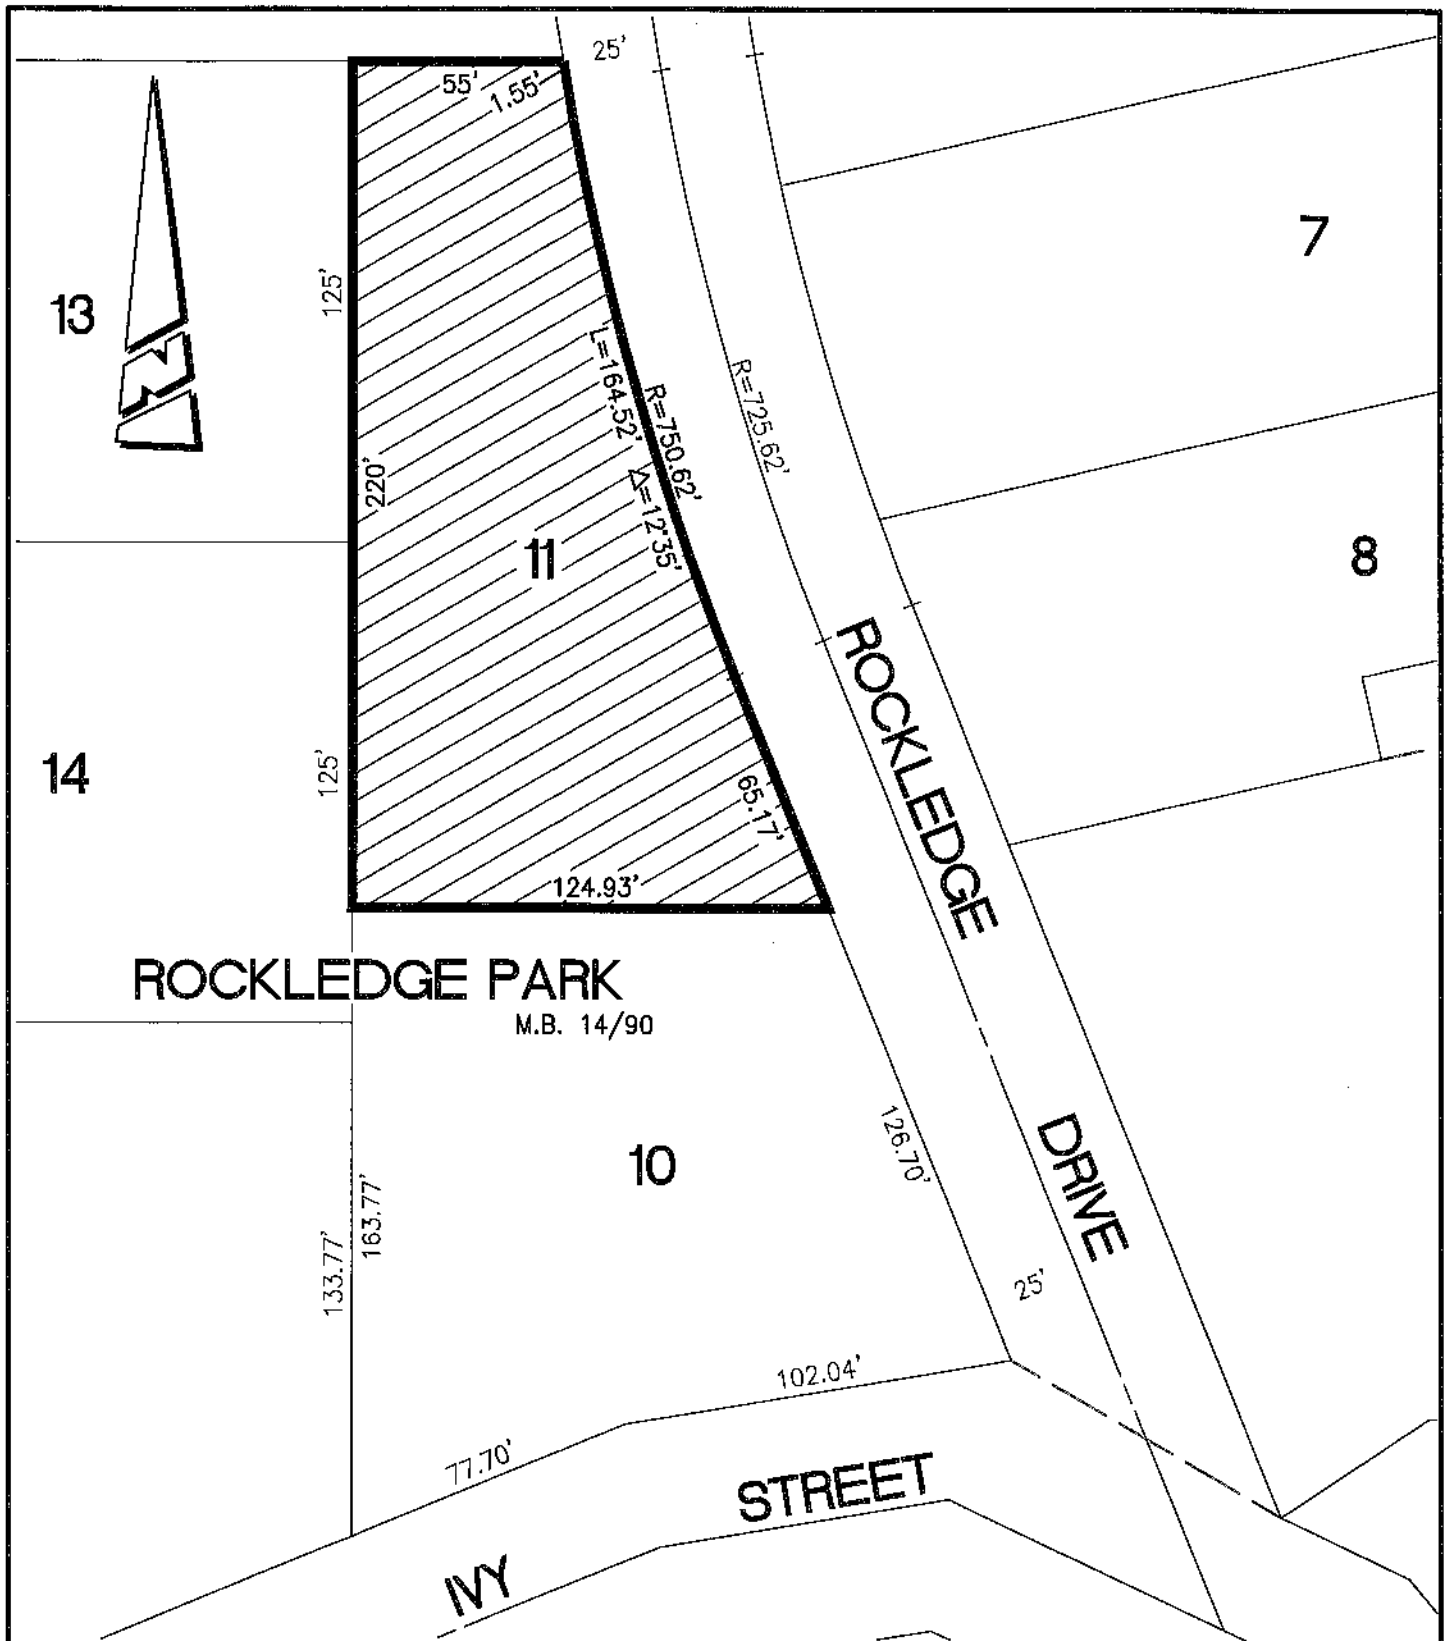 25'
55'
1.55'
7
125'
13
N
L=164.52'
R=750.62'
R=725.62'
220'
Δ=12°35'
11
8
ROCKLEDGE
14
125'
65.17'
124.93'
ROCKLEDGE PARK
M.B. 14/90
126.70'
DRIVE
10
163.77'
133.77'
25'
102.04'
77.70'
STREET
IVY